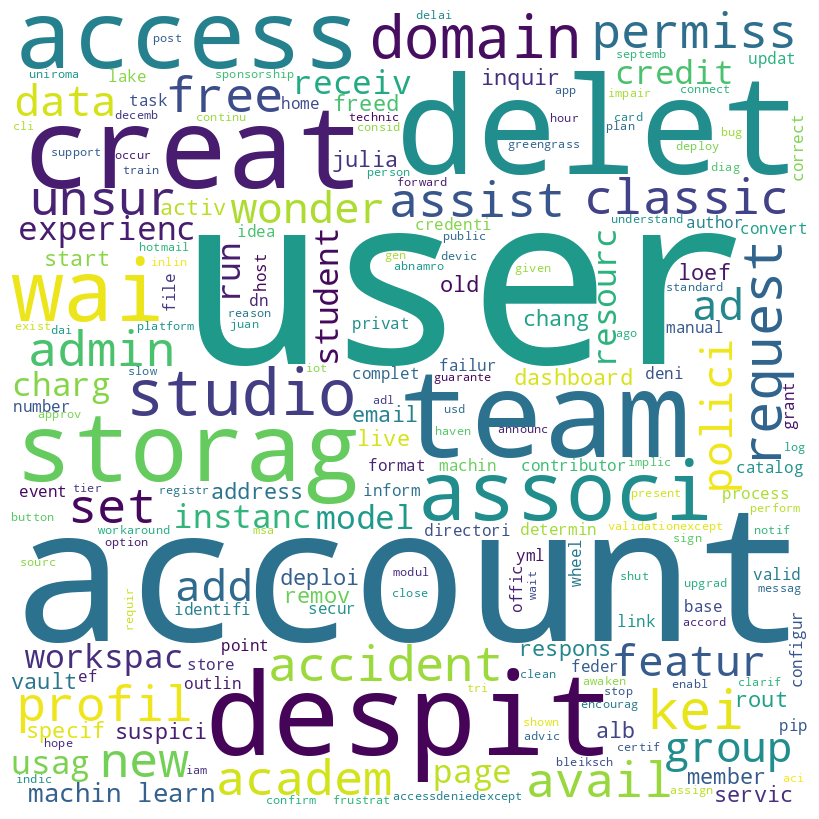 access
post
delai
domain
permiss
uniroma
lake
sponsorship
receiv
inquir
septemb
credit
updat
data
task
free
home
freed
app
impair
connect
cli
decemb
continu
technic
consid
hour
card
plan
deploy
bug
correct
creat
delet
support
occur
train
julia
person
greengrass
diag
forward
unsur
activ
wonder
assist
classic
experienc
idea
credenti
understand
author
convert
start
hotmail
inlin
file
run
host
student
public
gen
devic
abnamro
given
resourc
standard
loef
request
wai
user
dn
old
exist
dai
platform
reason
juan
privat
chang
ago
manual
ad
admin
slow
iot
complet
failur
guarante
dashboard
deni
polici
grant
charg
number
approv
studio
adl
email
usd
haven
announc
team
log
storag
live
format
machin
contributor
implic
catalog
event
tier
registr
address
inform
associ
process
present
perform
button
set
workaround
option
instanc
model
directori
determin
validationexcept
notif
sign
sourc
msa
account
add
deploi
modul
yml
offic
wait
wheel
shut
upgrad
valid
messag
requir
identifi
remov
secur
close
link
base
accord
workspac
point
accident
respons
feder
featur
configur
vault
ef
store
outlin
clean
awaken
stop
encourag
enabl
clarif
profil
despit
tri
kei
rout
specif
suspici
shown
advic
alb
certif
pip
hope
usag
new
iam
academ
page
bleiksch
avail
group
member
aci
indic
machin learn
confirm
frustrat
accessdeniedexcept
assign
servic